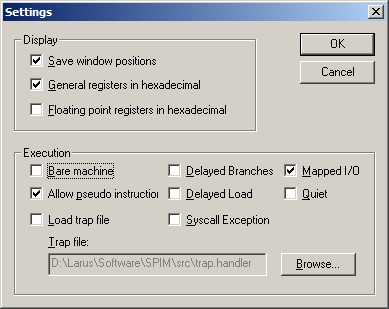 Settings
Display
Save window positions
General registers in hexadecimal
Floating point registers in hexadecimal
OK
Cancel
Execution
Bare machine
Delayed Branches
Mapped I/O
Allow pseudo instruction
Delayed Load
Quiet
Load trap file
Syscall Exception
Trap file:
D:\Larus\Software\SPIM\src\trap.handler
Browse...